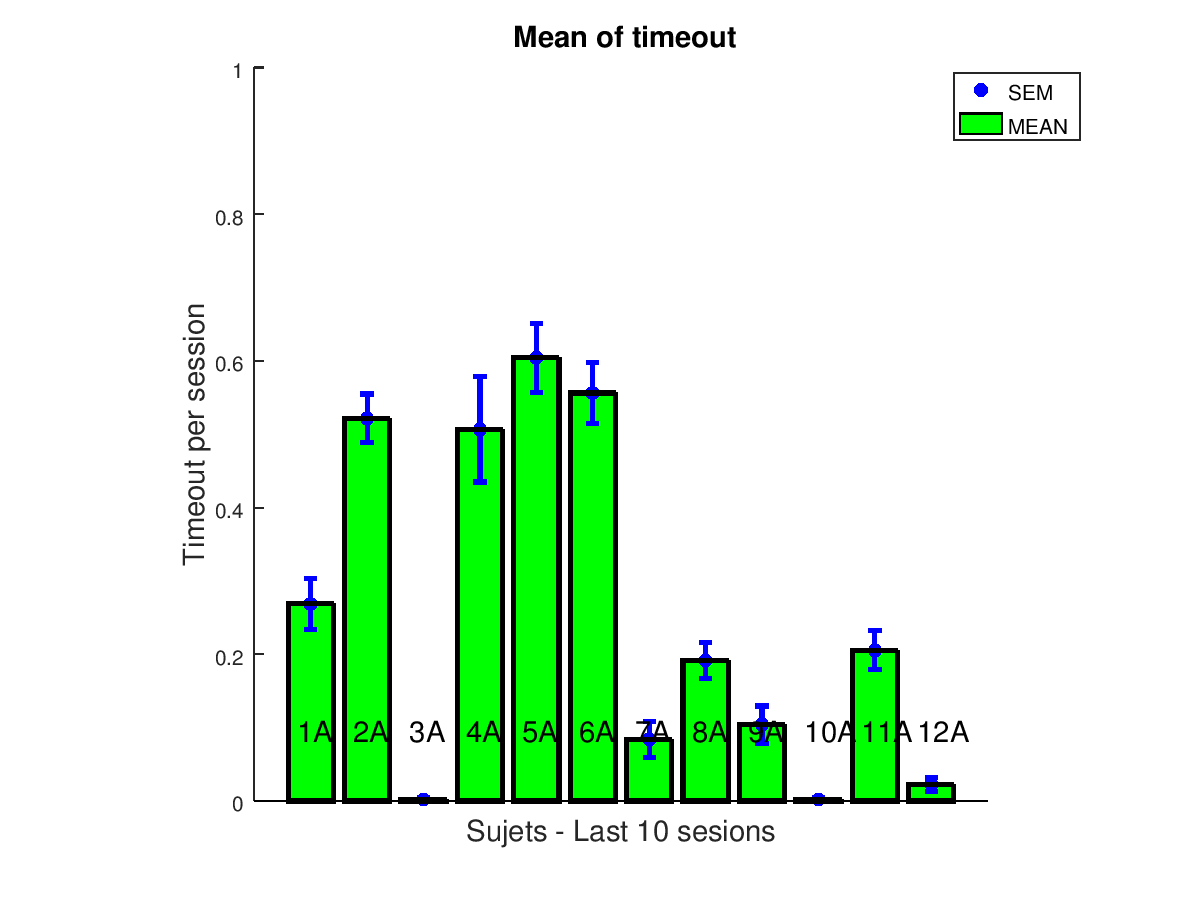 Mean of timeout
SEM
MEAN
1
0.8
0.6
0.4
0.2
0
Timeout per session
1A 2A 3A 4A 5A 6A 7A 8A 9A 10A 11A 12A
Sujets - Last 10 sesions